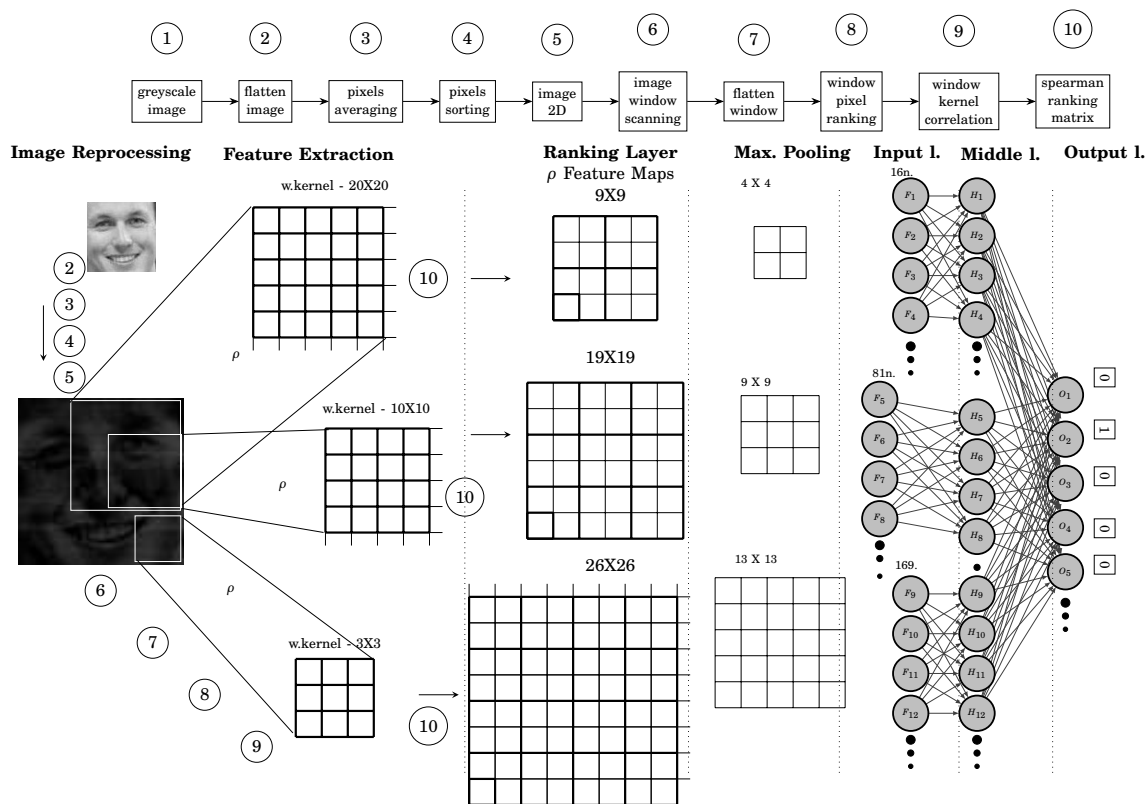 1 2 3 4 5 6 7 8 9 10
greyscale image
flatten image
pixels averaging
pixels sorting
image 2D
image window scanning
flatten window
window pixel ranking
window kernel correlation
spearman ranking matrix
Image Reprocessing Feature Extraction Ranking Layer Max. Pooling Input l. Middle l. Output l.
ρ Feature Maps
w.kernel - 20X20
9X9
4 X 4
16n.
2
3
4
5
10
ρ
19X19
9 X 9
81n.
w.kernel - 10X10
ρ
10
26X26
13 X 13
169.
6
ρ
7
w.kernel - 3X3
8
10
9
F1
F2
F3
F4
F5
F6
F7
F8
F9
F10
F11
F12
H1
H2
H3
H4
H5
H6
H7
H8
H9
H10
H11
H12
O1
O2
O3
O4
O5
0
1
0
0
0